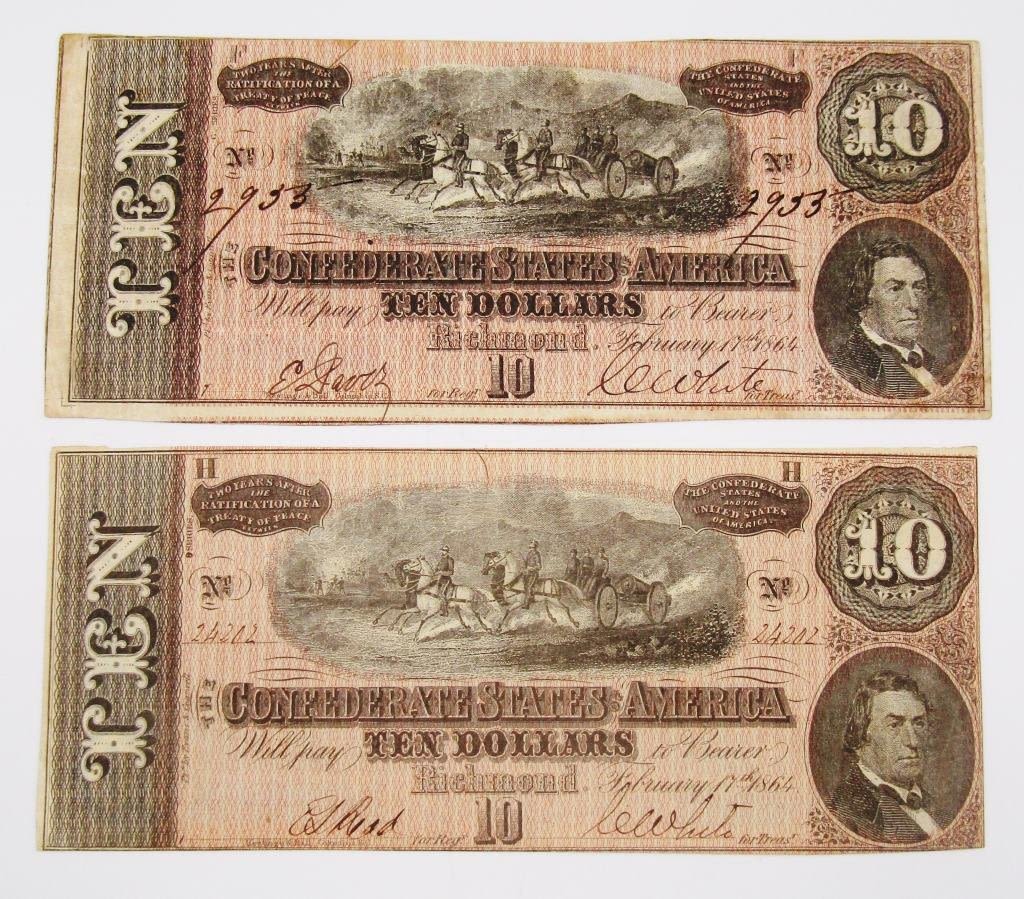 TWO YEARS AFTER
THE
RATIFICATION OF A
TREATY OF PEACE
BETWEEN
THE CONFEDERATE
STATES
AND THE
UNITED STATES
OF AMERICA.
10
TEN
No
No
29335
29335
THE
CONFEDERATE STATES OF AMERICA
Will pay TEN DOLLARS to Bearer
Richmond. February 17th 1864
for Regr
10
for Treasr
H
H
TWO YEARS AFTER
THE
RATIFICATION OF A
TREATY OF PEACE
BETWEEN
THE CONFEDERATE
STATES
AND THE
UNITED STATES
OF AMERICA.
10
TEN
No
No
24202
24202
THE
CONFEDERATE STATES OF AMERICA
Will pay TEN DOLLARS to Bearer
Richmond. February 17th 1864
for Regr
10
for Treasr